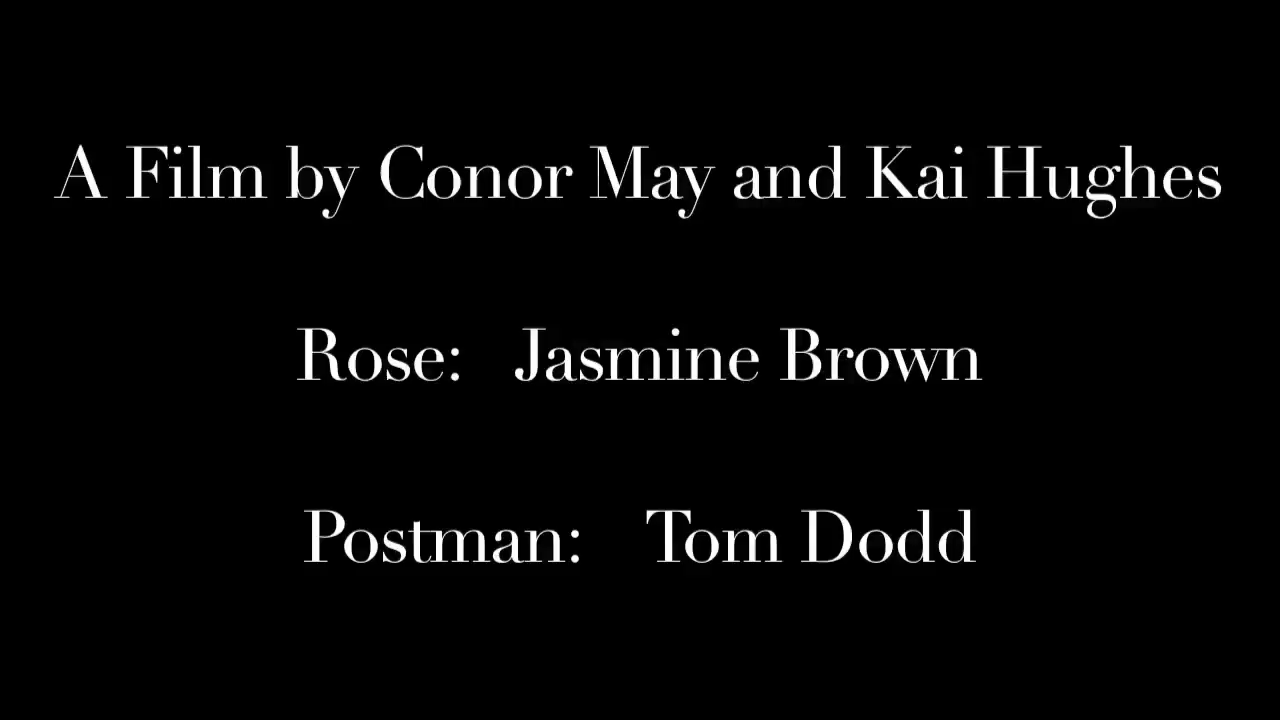 A Film by Conor May and Kai Hughes
Rose: Jasmine Brown
Postman: Tom Dodd